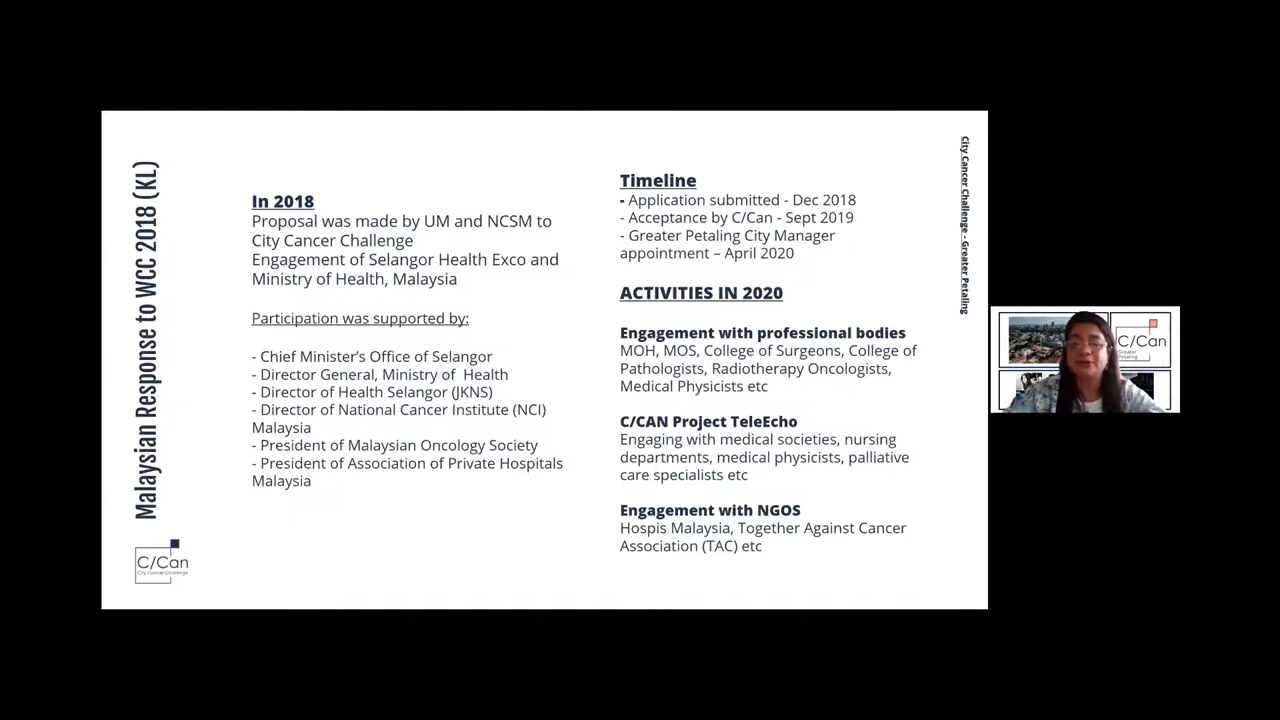 Malaysian Response to WCC 2018 (KL)
In 2018
Proposal was made by UM and NCSM to
City Cancer Challenge
Engagement of Selangor Health Exco and
Ministry of Health, Malaysia
Participation was supported by:
- Chief Minister's Office of Selangor
- Director General, Ministry of Health
- Director of Health Selangor (JKNS)
- Director of National Cancer Institute (NCI)
Malaysia
- President of Malaysian Oncology Society
- President of Association of Private Hospitals
Malaysia
C/Can
City Cancer Challenge
Timeline
- Application submitted - Dec 2018
- Acceptance by C/Can - Sept 2019
- Greater Petaling City Manager
appointment – April 2020
ACTIVITIES IN 2020
Engagement with professional bodies
MOH, MOS, College of Surgeons, College of
Pathologists, Radiotherapy Oncologists,
Medical Physicists etc
C/CAN Project TeleEcho
Engaging with medical societies, nursing
departments, medical physicists, palliative
care specialists etc
Engagement with NGOS
Hospis Malaysia, Together Against Cancer
Association (TAC) etc
City Cancer Challenge - Greater Petaling
C/Can
Greater
Petaling